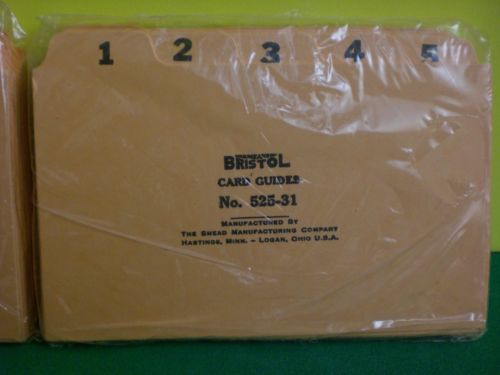 1 2 3 4 5
BRISTOL
CARD GUIDES
No. 525-31
MANUFACTURED BY
THE SMEAD MANUFACTURING COMPANY
HASTINGS, MINN. - LOGAN, OHIO U.S.A.